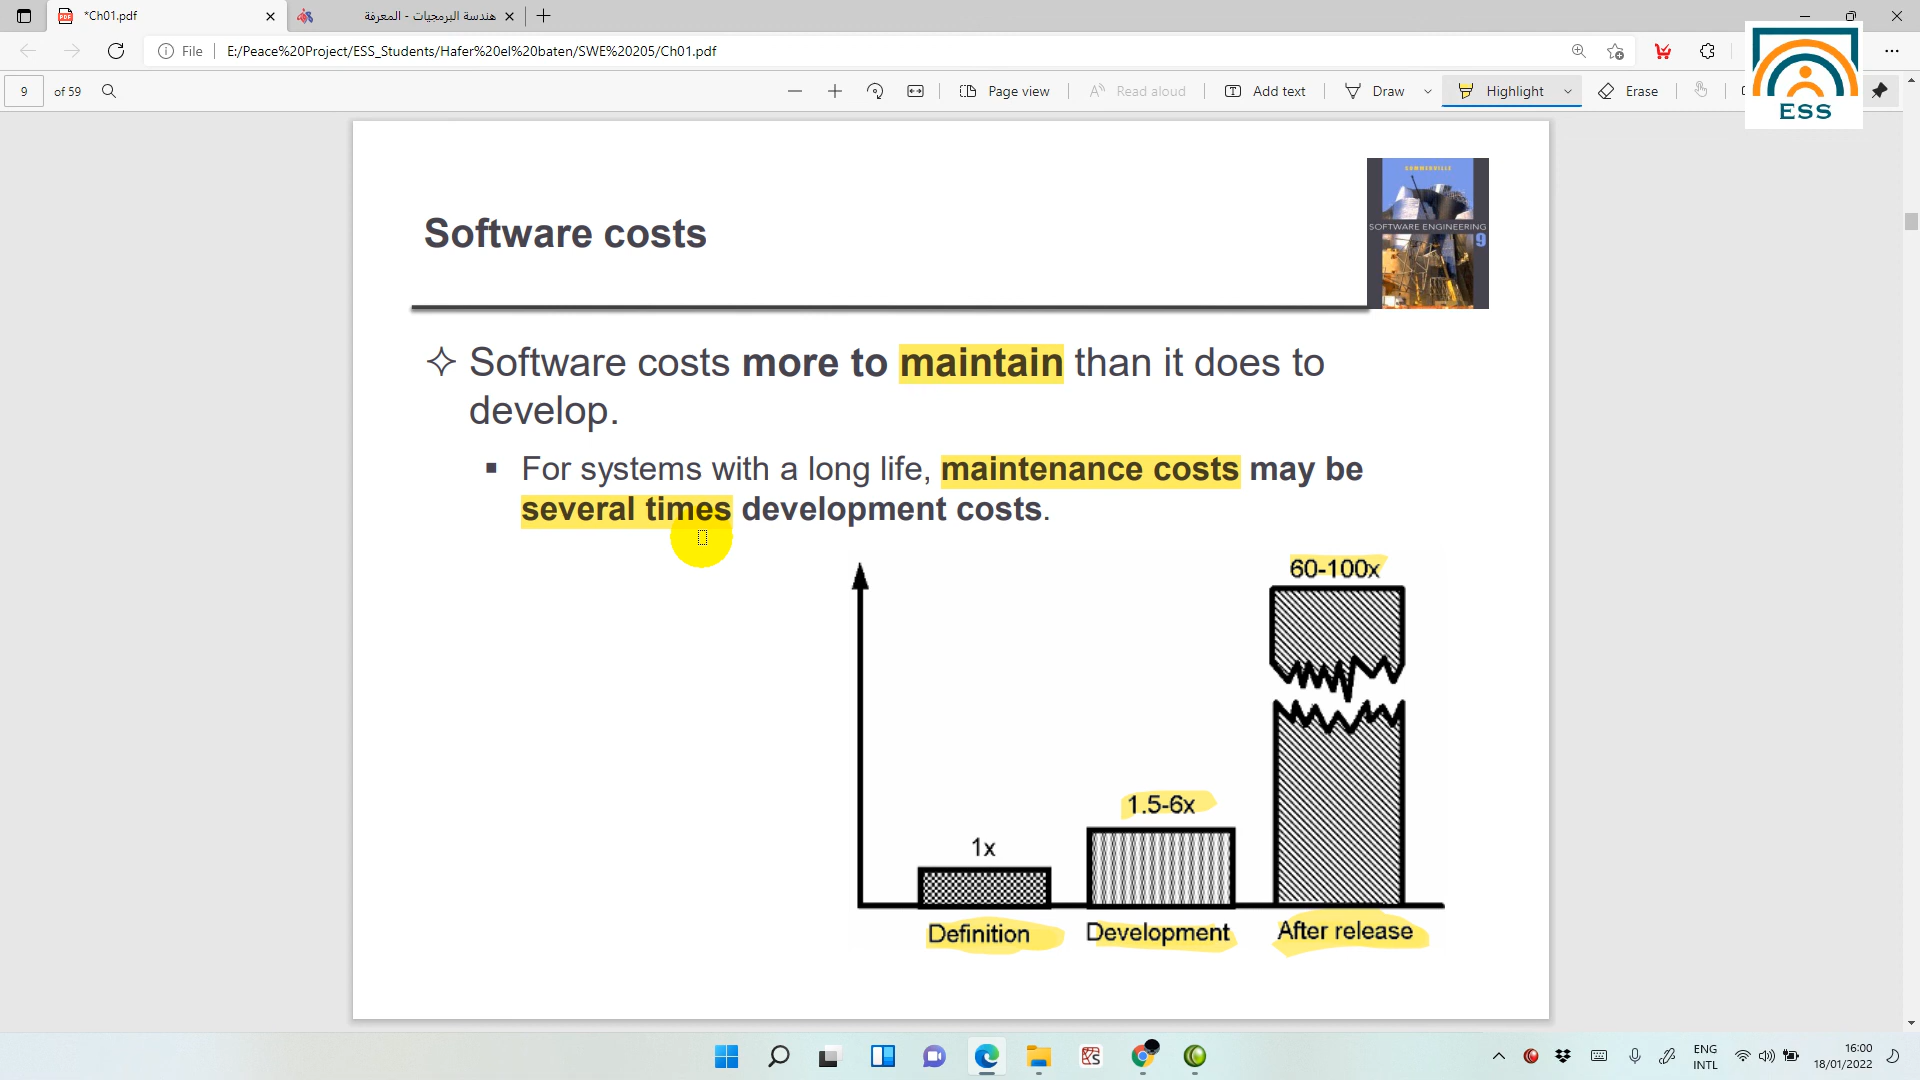 *Ch01.pdf
هندسة البرمجيات - المعرفة
File
E:/Peace%20Project/ESS_Students/Hafer%20el%20baten/SWE%20205/Ch01.pdf
9 of 59
Page view
Read aloud
Add text
Draw
Highlight
Erase
ESS
Software costs
SOMMERVILLE
SOFTWARE ENGINEERING
9
Software costs more to maintain than it does to
develop.
For systems with a long life, maintenance costs may be
several times development costs.
60-100x
1.5-6x
1x
Definition
Development
After release
ENG
INTL
16:00
18/01/2022